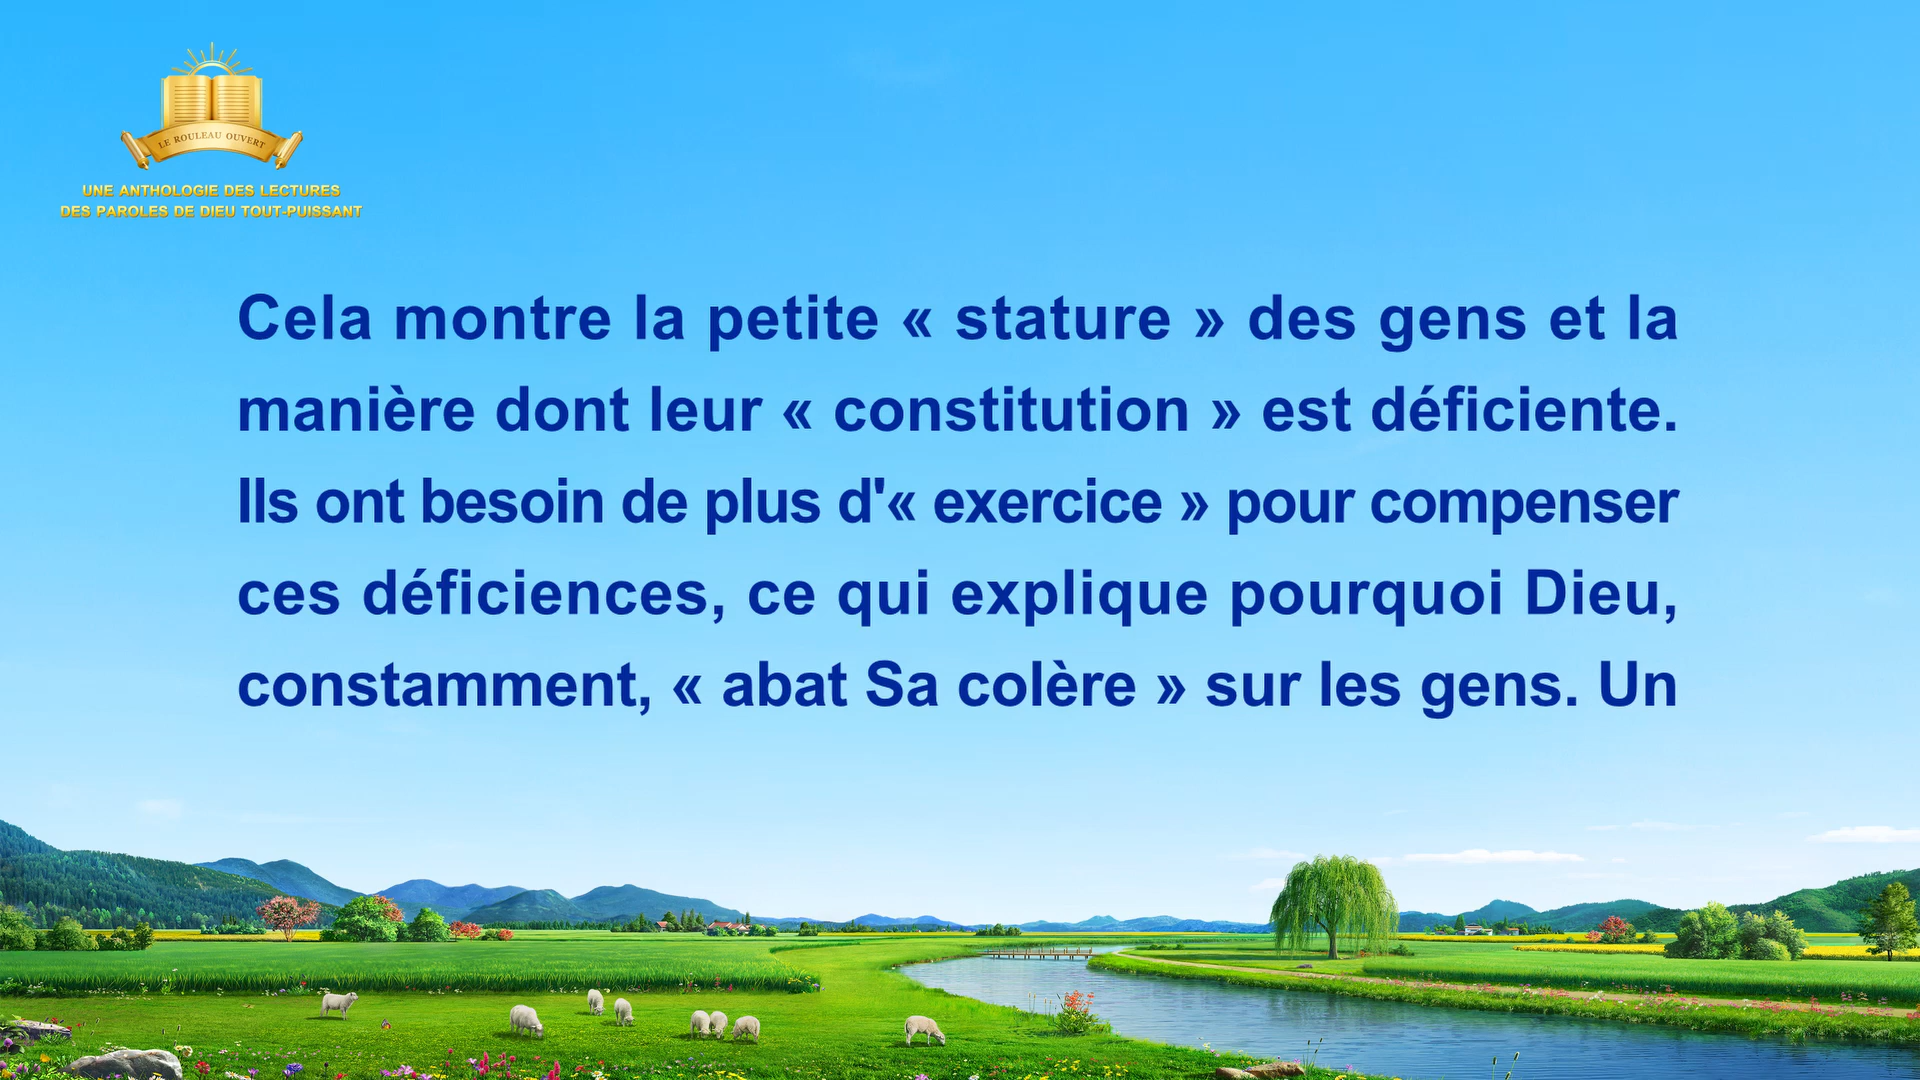 LE ROULEAU OUVERT
UNE ANTHOLOGIE DES LECTURES
DES PAROLES DE DIEU TOUT-PUISSANT
Cela montre la petite « stature » des gens et la
manière dont leur « constitution » est déficiente.
Ils ont besoin de plus d'« exercice » pour compenser
ces déficiences, ce qui explique pourquoi Dieu,
constamment, « abat Sa colère » sur les gens. Un